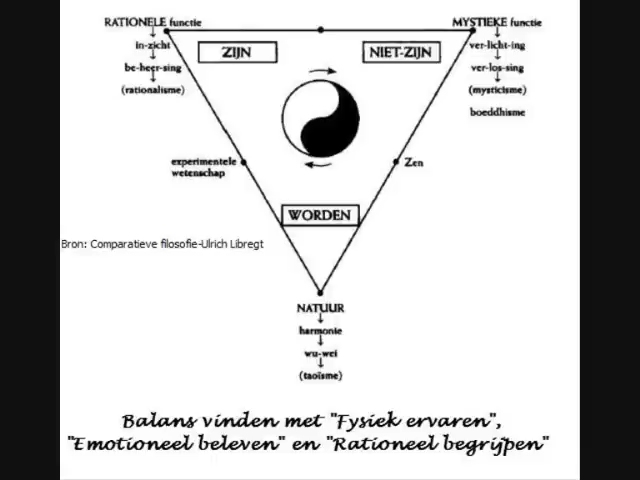 RATIONELE functie
in-zicht
be-heer-sing
(rationalisme)
MYSTIEKE functie
ver-licht-ing
ver-los-sing
(mysticisme)
boeddhisme
ZIJN
NIET-ZIJN
experimentele
wetenschap
Zen
WORDEN
Bron: Comparatieve filosofie-Ulrich Libregt
NATUUR
harmonie
wu-wei
(taoïsme)
Balans vinden met "Fysiek ervaren",
"Emotioneel beleven" en "Rationeel begrijpen"